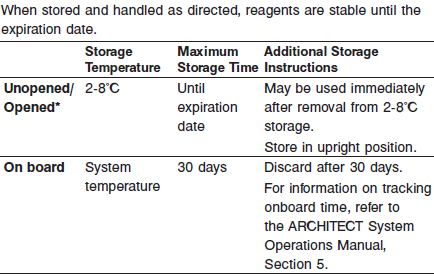 When stored and handled as directed, reagents are stable until the
expiration date.
Storage Temperature Maximum Storage Time Additional Storage Instructions
Unopened/ 2-8°C Until May be used immediately
Opened* expiration after removal from 2-8°C
date storage.
Store in upright position.
On board System 30 days Discard after 30 days.
temperature For information on tracking
onboard time, refer to
the ARCHITECT System
Operations Manual,
Section 5.